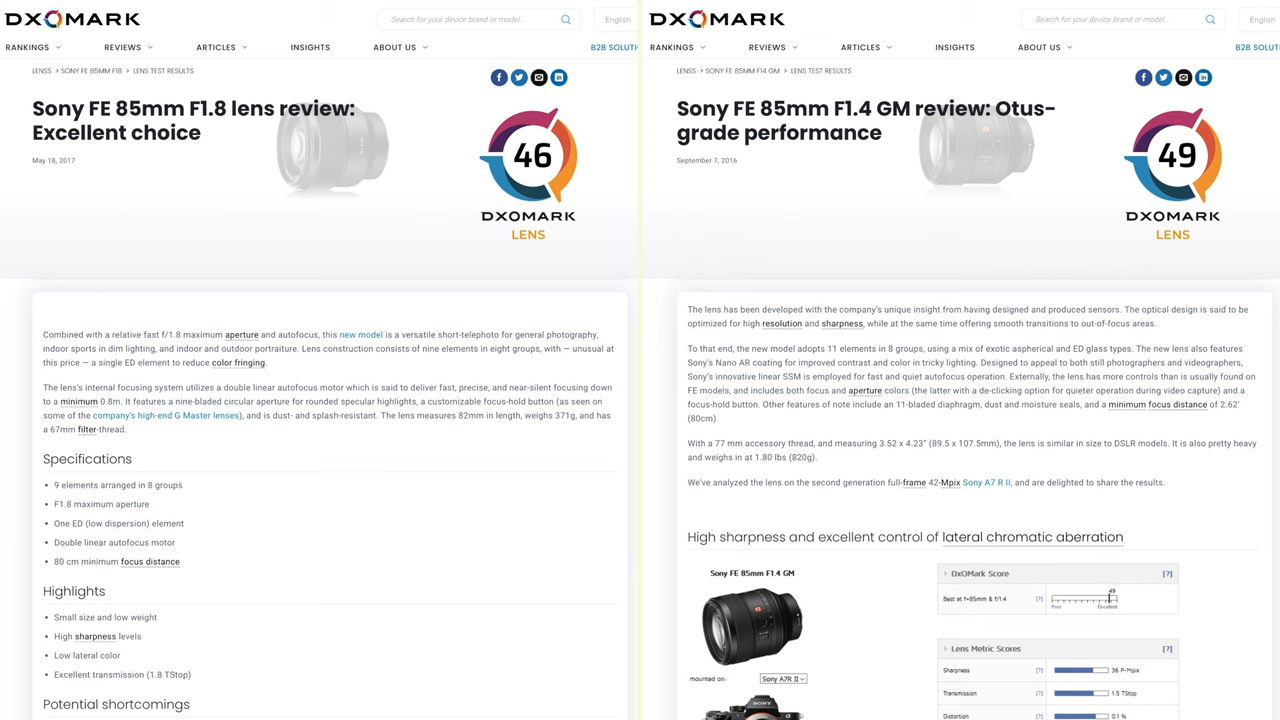 DXOMARK
Search for your device brand or model..
English
RANKINGS
REVIEWS
ARTICLES
INSIGHTS
ABOUT US
B2B SOLUTI
LENSS > SONY FE 85MM F18 > LENS TEST RESULTS
Sony FE 85mm F1.8 lens review:
Excellent choice
May 18, 2017
46
DXOMARK
LENS
Combined with a relative fast f/1.8 maximum aperture and autofocus, this new model is a versatile short-telephoto for general photography,
indoor sports in dim lighting, and indoor and outdoor portraiture. Lens construction consists of nine elements in eight groups, with — unusual at
this price — a single ED element to reduce color fringing.
The lens's internal focusing system utilizes a double linear autofocus motor which is said to deliver fast, precise, and near-silent focusing down
to a minimum 0.8m. It features a nine-bladed circular aperture for rounded specular highlights, a customizable focus-hold button (as seen on
some of the company's high-end G Master lenses), and is dust- and splash-resistant. The lens measures 82mm in length, weighs 371g, and has
a 67mm filter-thread.
Specifications
• 9 elements arranged in 8 groups
• F1.8 maximum aperture
• One ED (low dispersion) element
• Double linear autofocus motor
• 80 cm minimum focus distance
Highlights
• Small size and low weight
• High sharpness levels
• Low lateral color
• Excellent transmission (1.8 TStop)
Potential shortcomings
DXOMARK
Search for your device brand or model..
English
RANKINGS
REVIEWS
ARTICLES
INSIGHTS
ABOUT US
B2B SOLUT
LENSS > SONY FE 85MM F14 GM > LENS TEST RESULTS
Sony FE 85mm F1.4 GM review: Otus-
grade performance
September 7, 2016
49
DXOMARK
LENS
The lens has been developed with the company's unique insight from having designed and produced sensors. The optical design is said to be
optimized for high resolution and sharpness, while at the same time offering smooth transitions to out-of-focus areas.
To that end, the new model adopts 11 elements in 8 groups, using a mix of exotic aspherical and ED glass types. The new lens also features
Sony's Nano AR coating for improved contrast and color in tricky lighting. Designed to appeal to both still photographers and videographers,
Sony's innovative linear SSM is employed for fast and quiet autofocus operation. Externally, the lens has more controls than is usually found on
FE models, and includes both focus and aperture colors (the latter with a de-clicking option for quieter operation during video capture) and a
focus-hold button. Other features of note include an 11-bladed diaphragm, dust and moisture seals, and a minimum focus distance of 2.62'
(80cm).
With a 77 mm accessory thread, and measuring 3.52 x 4.23" (89.5 x 107.5mm), the lens is similar in size to DSLR models. It is also pretty heavy
and weighs in at 1.80 lbs (820g).
We've analyzed the lens on the second generation full-frame 42-Mpix Sony A7 R II, and are delighted to share the results.
High sharpness and excellent control of lateral chromatic aberration
Sony FE 85mm F1.4 GM
mounted on: Sony A7R II
SONY
DxOMark Score [?]
Best at f=85mm & f/1.4 [?] 49
Poor Excellent
Lens Metric Scores [?]
Sharpness [?] 36 P-Mpix
Transmission [?] 1.5 TStop
Distortion [?] 0.1 %